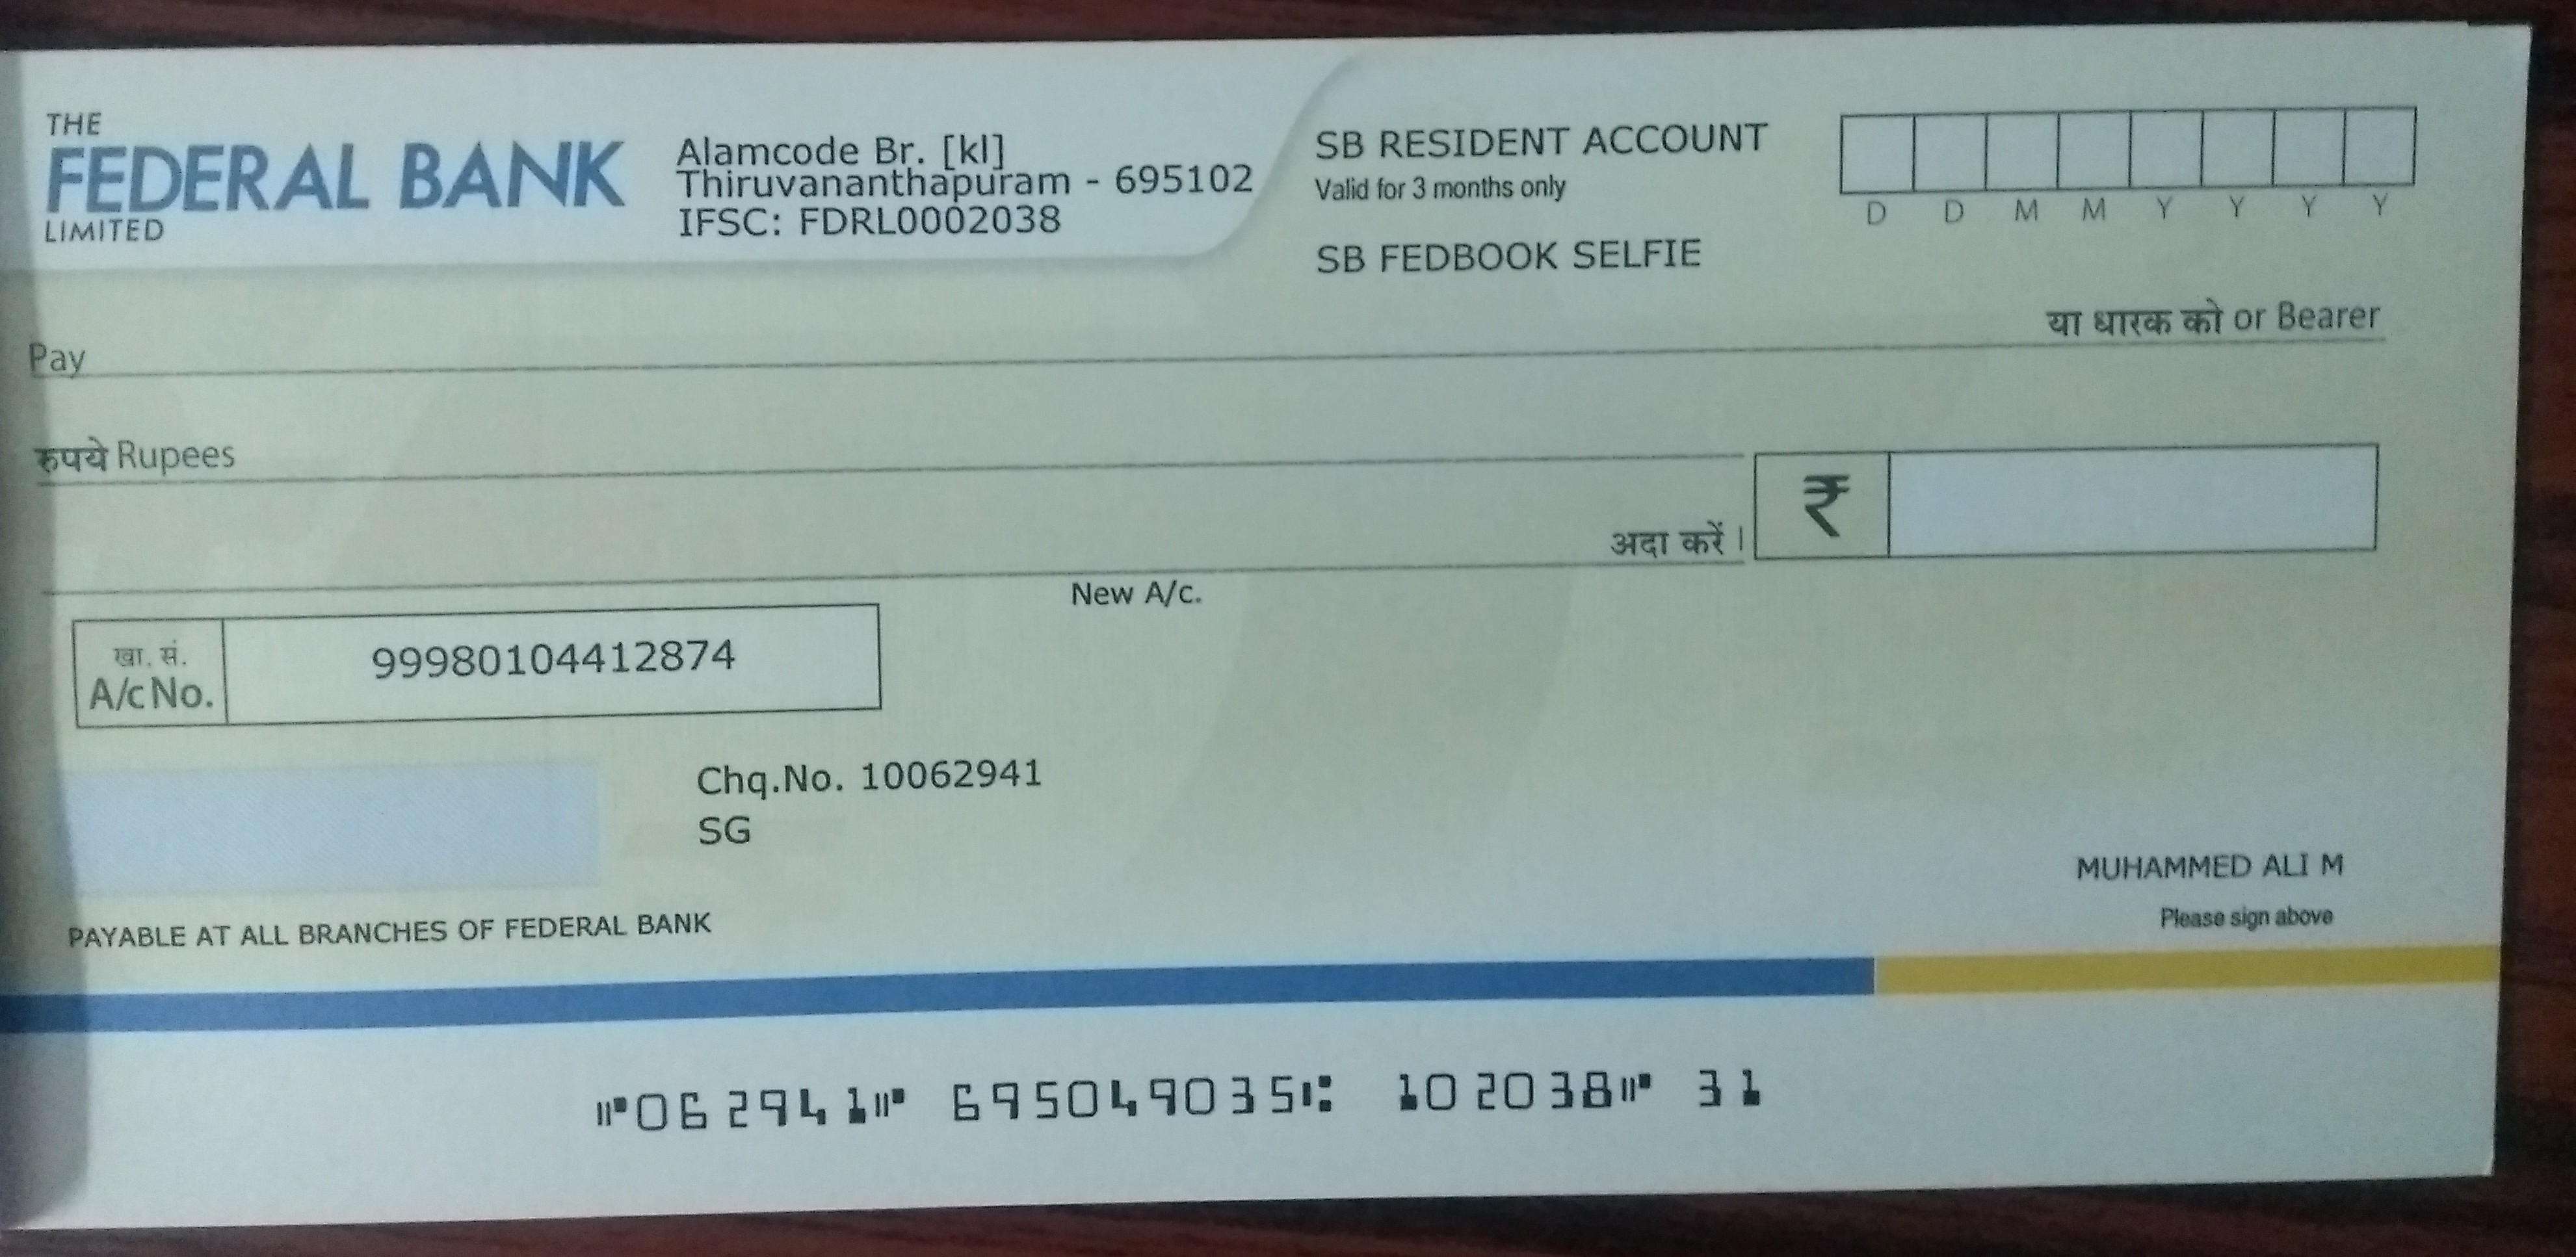 THE
FEDERAL BANK
LIMITED
Alamcode Br. [kl]
Thiruvananthapuram - 695102
IFSC: FDRL0002038
SB RESIDENT ACCOUNT
Valid for 3 months only
SB FEDBOOK SELFIE
D D M M Y Y Y Y
Pay
या धारक को or Bearer
रुपये Rupees
अदा करें।
₹
New A/c.
खा. सं.
A/c No.
99980104412874
Chq.No. 10062941
SG
MUHAMMED ALI M
Please sign above
PAYABLE AT ALL BRANCHES OF FEDERAL BANK
⑈062941⑈ 695049035⑆ 102038⑈ 31